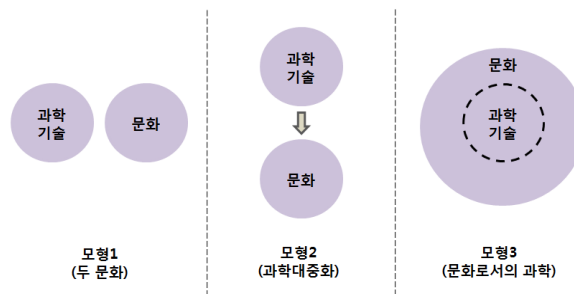 과학
기술
문화
모형1
(두 문화)
과학
기술
문화
모형2
(과학대중화)
문화
과학
기술
모형3
(문화로서의 과학)